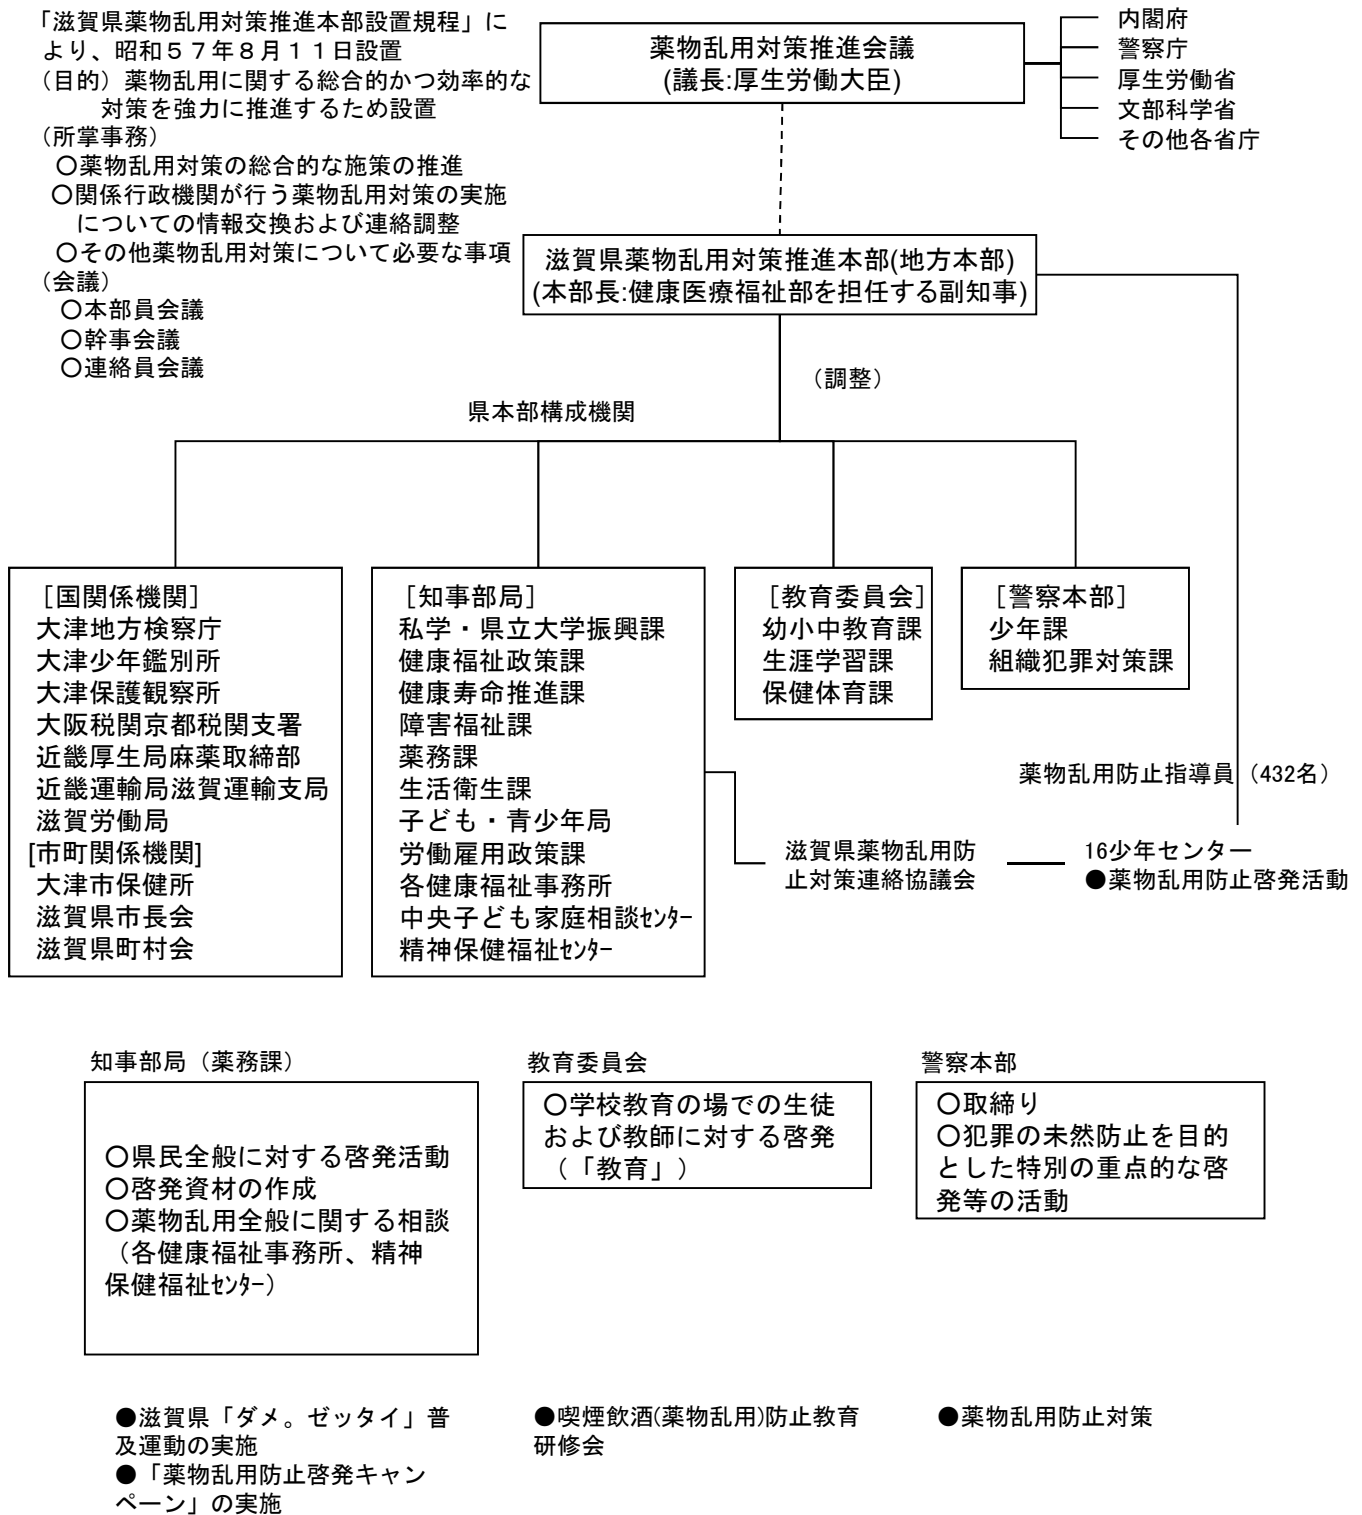 「滋賀県薬物乱用対策推進本部設置規程」に
より、昭和５７年８月１１日設置
（目的）薬物乱用に関する総合的かつ効率的な
対策を強力に推進するため設置
（所掌事務）
〇薬物乱用対策の総合的な施策の推進
〇関係行政機関が行う薬物乱用対策の実施
についての情報交換および連絡調整
〇その他薬物乱用対策について必要な事項
（会議）
〇本部員会議
〇幹事会議
〇連絡員会議
薬物乱用対策推進会議
(議長:厚生労働大臣)
内閣府
警察庁
厚生労働省
文部科学省
その他各省庁
滋賀県薬物乱用対策推進本部(地方本部)
(本部長:健康医療福祉部を担任する副知事)
（調整）
県本部構成機関
［国関係機関］
大津地方検察庁
大津少年鑑別所
大津保護観察所
大阪税関京都税関支署
近畿厚生局麻薬取締部
近畿運輸局滋賀運輸支局
滋賀労働局
[市町関係機関]
大津市保健所
滋賀県市長会
滋賀県町村会
［知事部局］
私学・県立大学振興課
健康福祉政策課
健康寿命推進課
障害福祉課
薬務課
生活衛生課
子ども・青少年局
労働雇用政策課
各健康福祉事務所
中央子ども家庭相談ｾﾝﾀｰ
精神保健福祉ｾﾝﾀｰ
［教育委員会］
幼小中教育課
生涯学習課
保健体育課
［警察本部］
少年課
組織犯罪対策課
薬物乱用防止指導員（432名）
滋賀県薬物乱用防
止対策連絡協議会
16少年センター
●薬物乱用防止啓発活動
知事部局（薬務課）
〇県民全般に対する啓発活動
〇啓発資材の作成
〇薬物乱用全般に関する相談
（各健康福祉事務所、精神
保健福祉ｾﾝﾀｰ）
教育委員会
〇学校教育の場での生徒
および教師に対する啓発
（「教育」）
警察本部
〇取締り
〇犯罪の未然防止を目的
とした特別の重点的な啓
発等の活動
●滋賀県「ダメ。ゼッタイ」普
及運動の実施
●「薬物乱用防止啓発キャン
ペーン」の実施
●喫煙飲酒(薬物乱用)防止教育
研修会
●薬物乱用防止対策